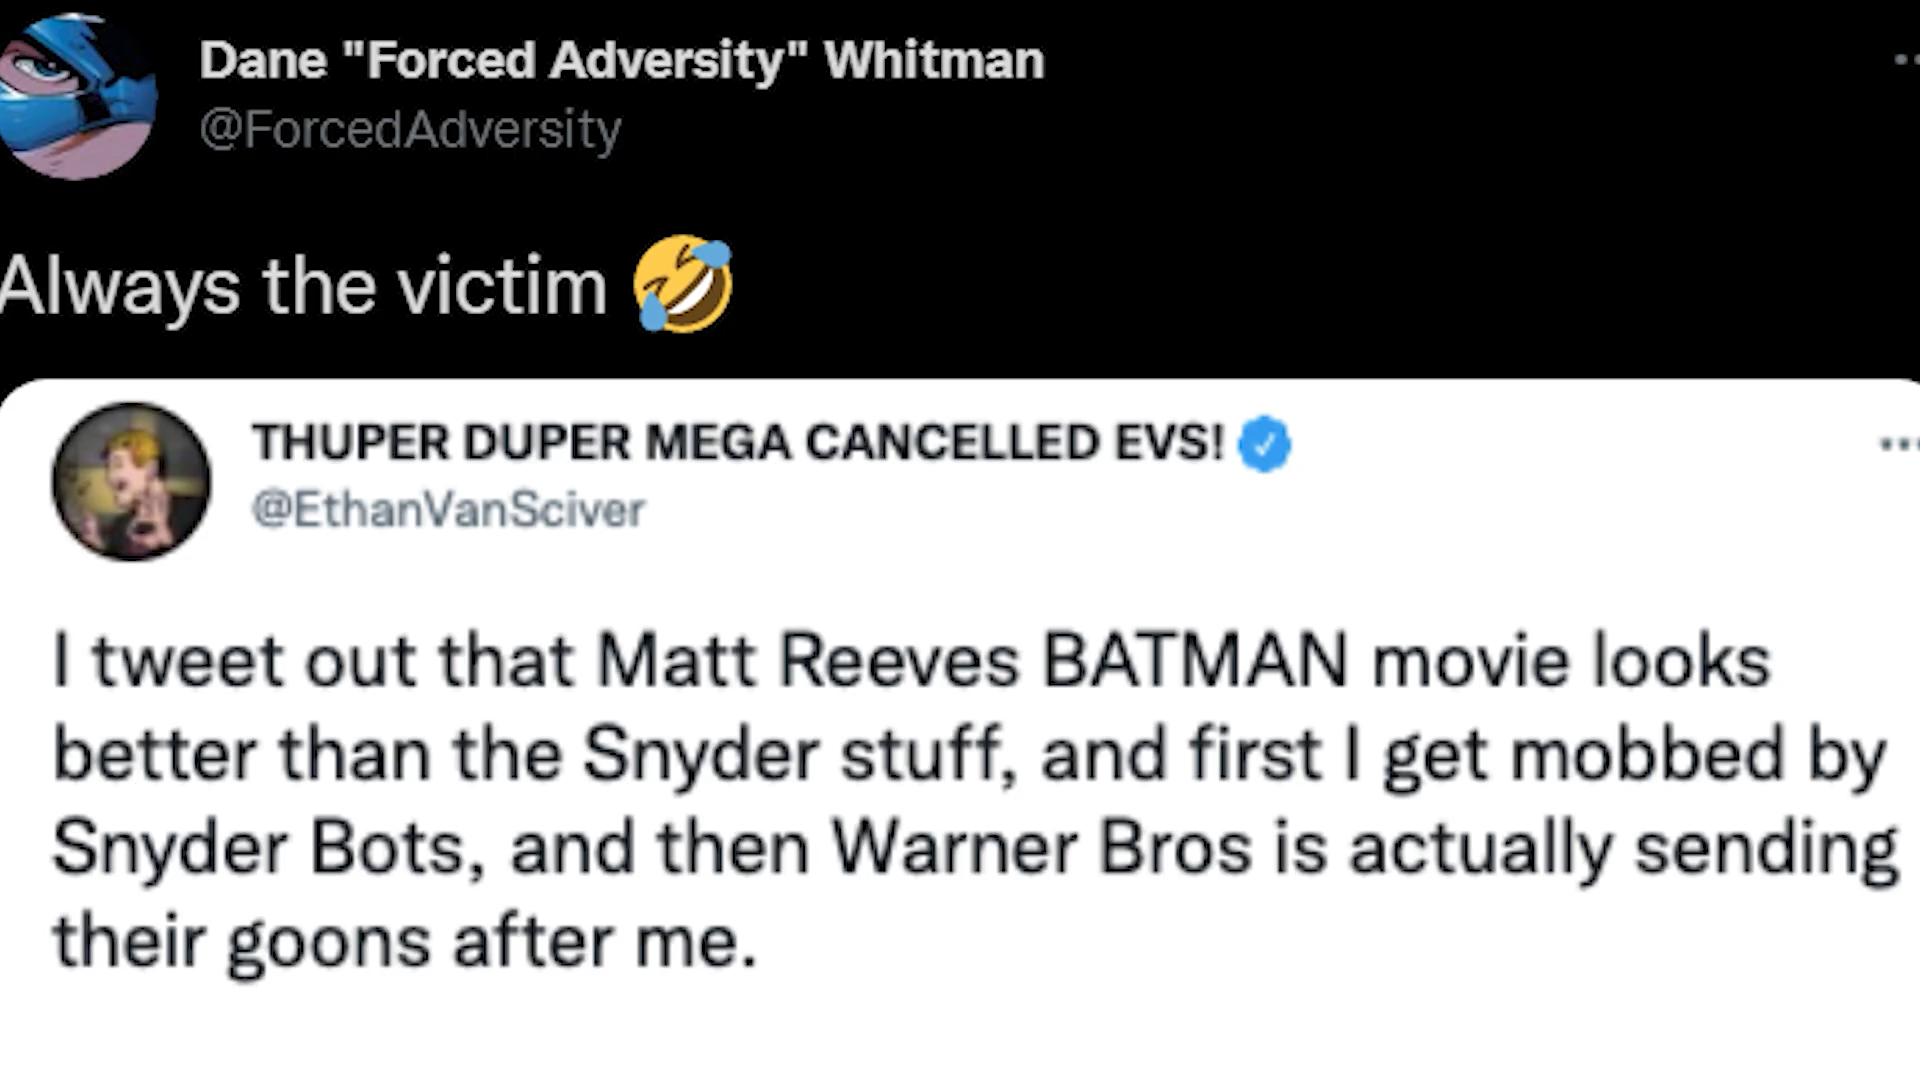 Dane "Forced Adversity" Whitman
@ForcedAdversity
Always the victim 🤣
THUPER DUPER MEGA CANCELLED EVS!
@EthanVanSciver
I tweet out that Matt Reeves BATMAN movie looks
better than the Snyder stuff, and first I get mobbed by
Snyder Bots, and then Warner Bros is actually sending
their goons after me.